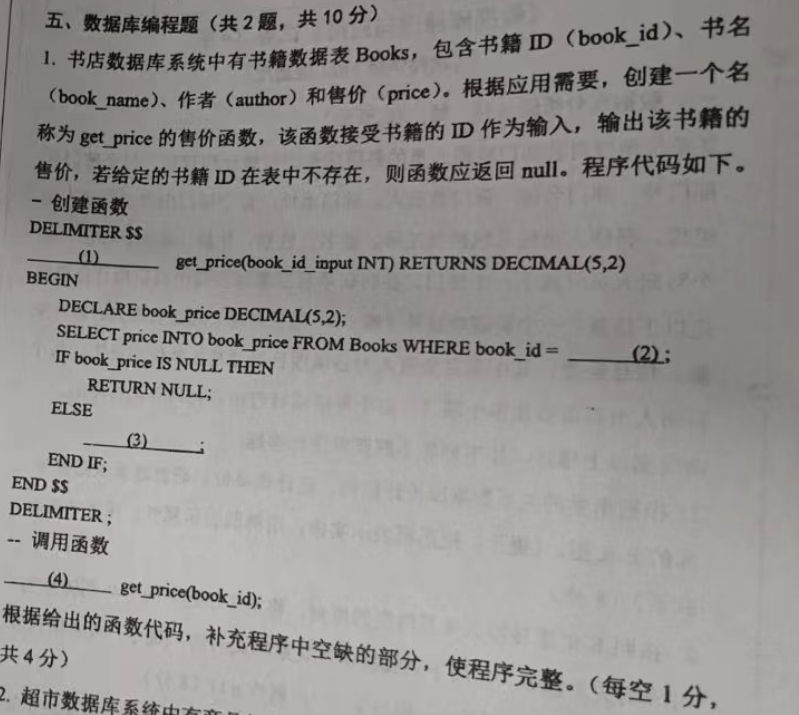 五、数据库编程题（共2题，共10分）
1. 书店数据库系统中有书籍数据表 Books，包含书籍 ID（book_id）、书名
（book_name）、作者（author）和售价（price）。根据应用需要，创建一个名
称为 get_price 的售价函数，该函数接受书籍的 ID 作为输入，输出该书籍的
售价，若给定的书籍 ID 在表中不存在，则函数应返回 null。程序代码如下。
- 创建函数
DELIMITER $$
____(1)____ get_price(book_id_input INT) RETURNS DECIMAL(5,2)
BEGIN
DECLARE book_price DECIMAL(5,2);
SELECT price INTO book_price FROM Books WHERE book_id = ____(2) ;
IF book_price IS NULL THEN
RETURN NULL;
ELSE
____(3)____;
END IF;
END $$
DELIMITER ;
-- 调用函数
____(4)____ get_price(book_id);
根据给出的函数代码，补充程序中空缺的部分，使程序完整。（每空 1 分，
共 4 分）
2. 超市数据库系统中有